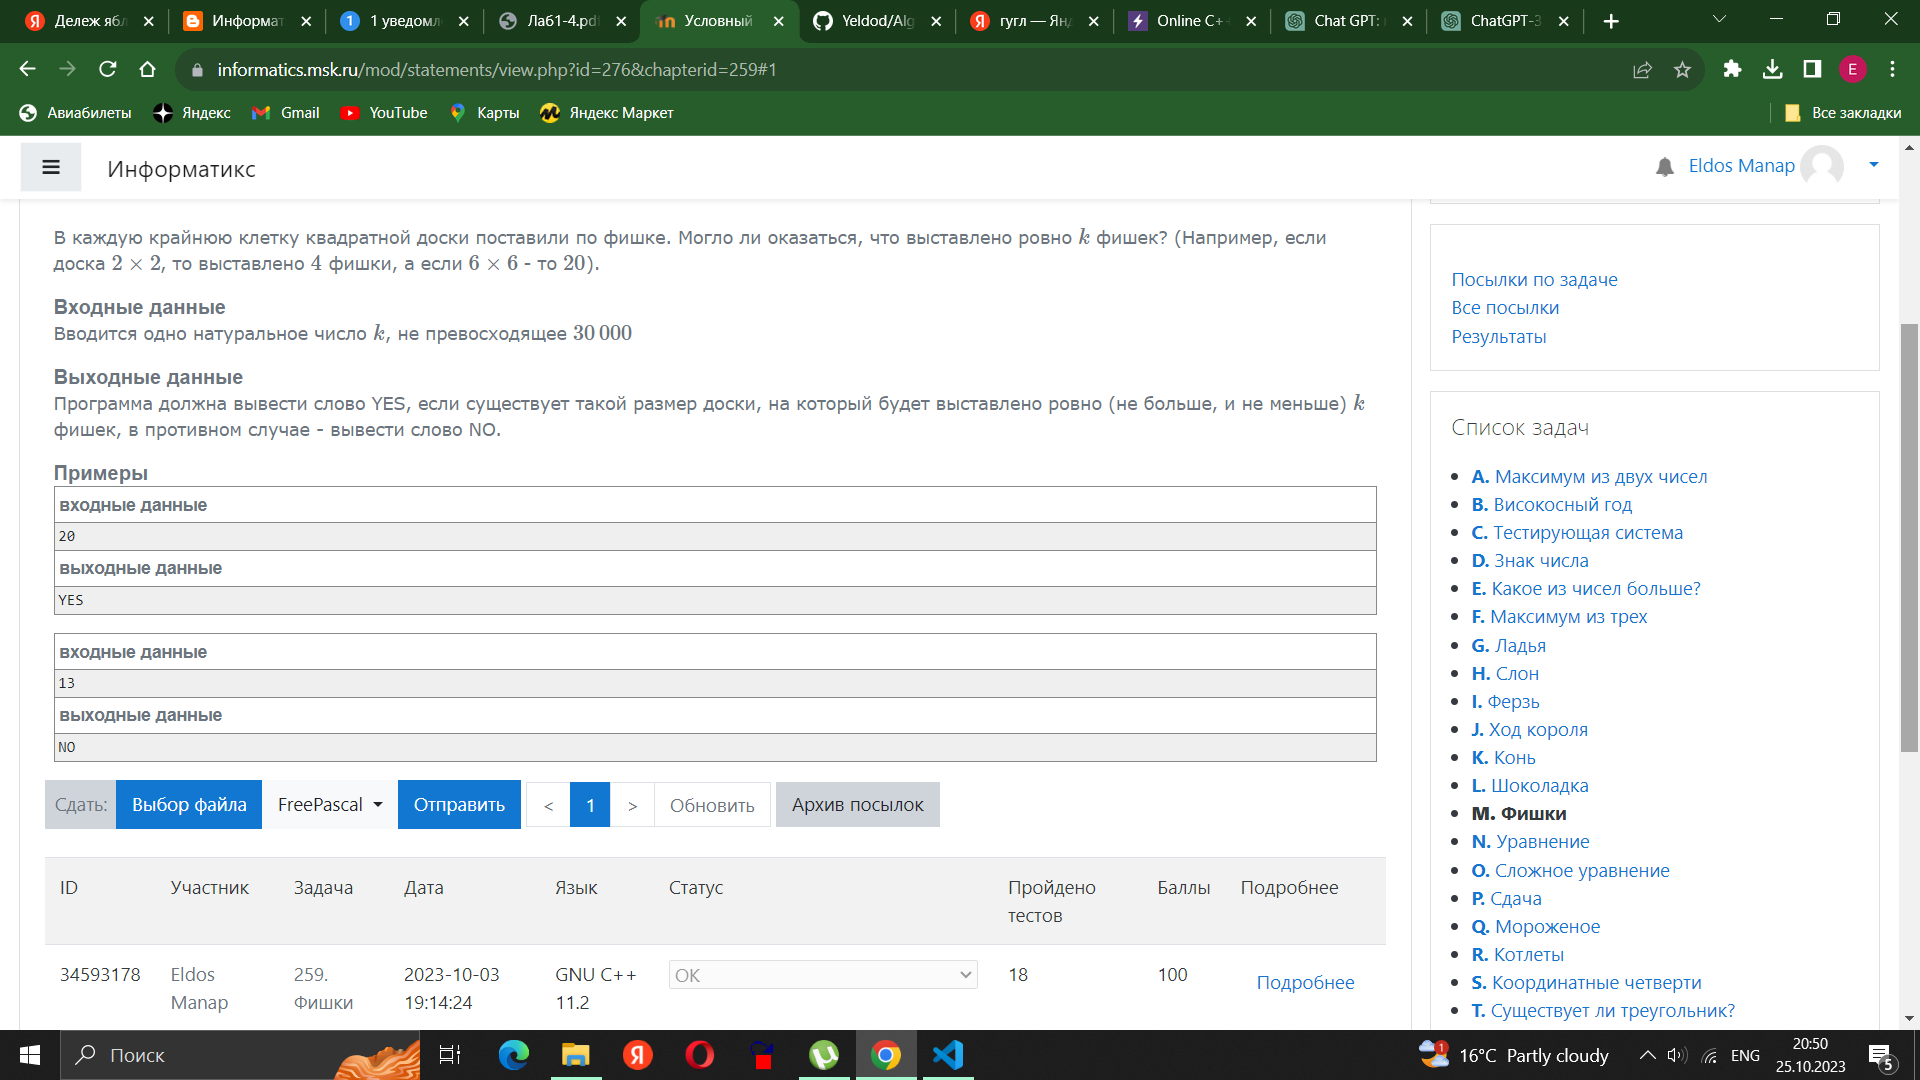 Дележ ябл
Информат
1 уведомл
Лаб1-4.pdf
Условный
Yeldod/Alg
гугл — Янд
Online C++
Chat GPT:
ChatGPT-3
informatics.msk.ru/mod/statements/view.php?id=276&chapterid=259#1
E
Авиабилеты Яндекс Gmail YouTube Карты Яндекс Маркет Все закладки
Информатикс Eldos Manap
В каждую крайнюю клетку квадратной доски поставили по фишке. Могло ли оказаться, что выставлено ровно k фишек? (Например, если
доска 2 × 2, то выставлено 4 фишки, а если 6 × 6 - то 20).
Входные данные
Вводится одно натуральное число k, не превосходящее 30 000
Выходные данные
Программа должна вывести слово YES, если существует такой размер доски, на который будет выставлено ровно (не больше, и не меньше) k
фишек, в противном случае - вывести слово NO.
Примеры
входные данные
20
выходные данные
YES
входные данные
13
выходные данные
NO
Сдать: Выбор файла FreePascal Отправить < 1 > Обновить Архив посылок
ID Участник Задача Дата Язык Статус Пройдено тестов Баллы Подробнее
34593178 Eldos Manap 259. Фишки 2023-10-03 19:14:24 GNU C++ 11.2 OK 18 100 Подробнее
Посылки по задаче
Все посылки
Результаты
Список задач
A. Максимум из двух чисел
B. Високосный год
C. Тестирующая система
D. Знак числа
E. Какое из чисел больше?
F. Максимум из трех
G. Ладья
H. Слон
I. Ферзь
J. Ход короля
K. Конь
L. Шоколадка
M. Фишки
N. Уравнение
O. Сложное уравнение
P. Сдача
Q. Мороженое
R. Котлеты
S. Координатные четверти
T. Существует ли треугольник?
Поиск
1
16°C Partly cloudy
ENG
20:50
25.10.2023
5